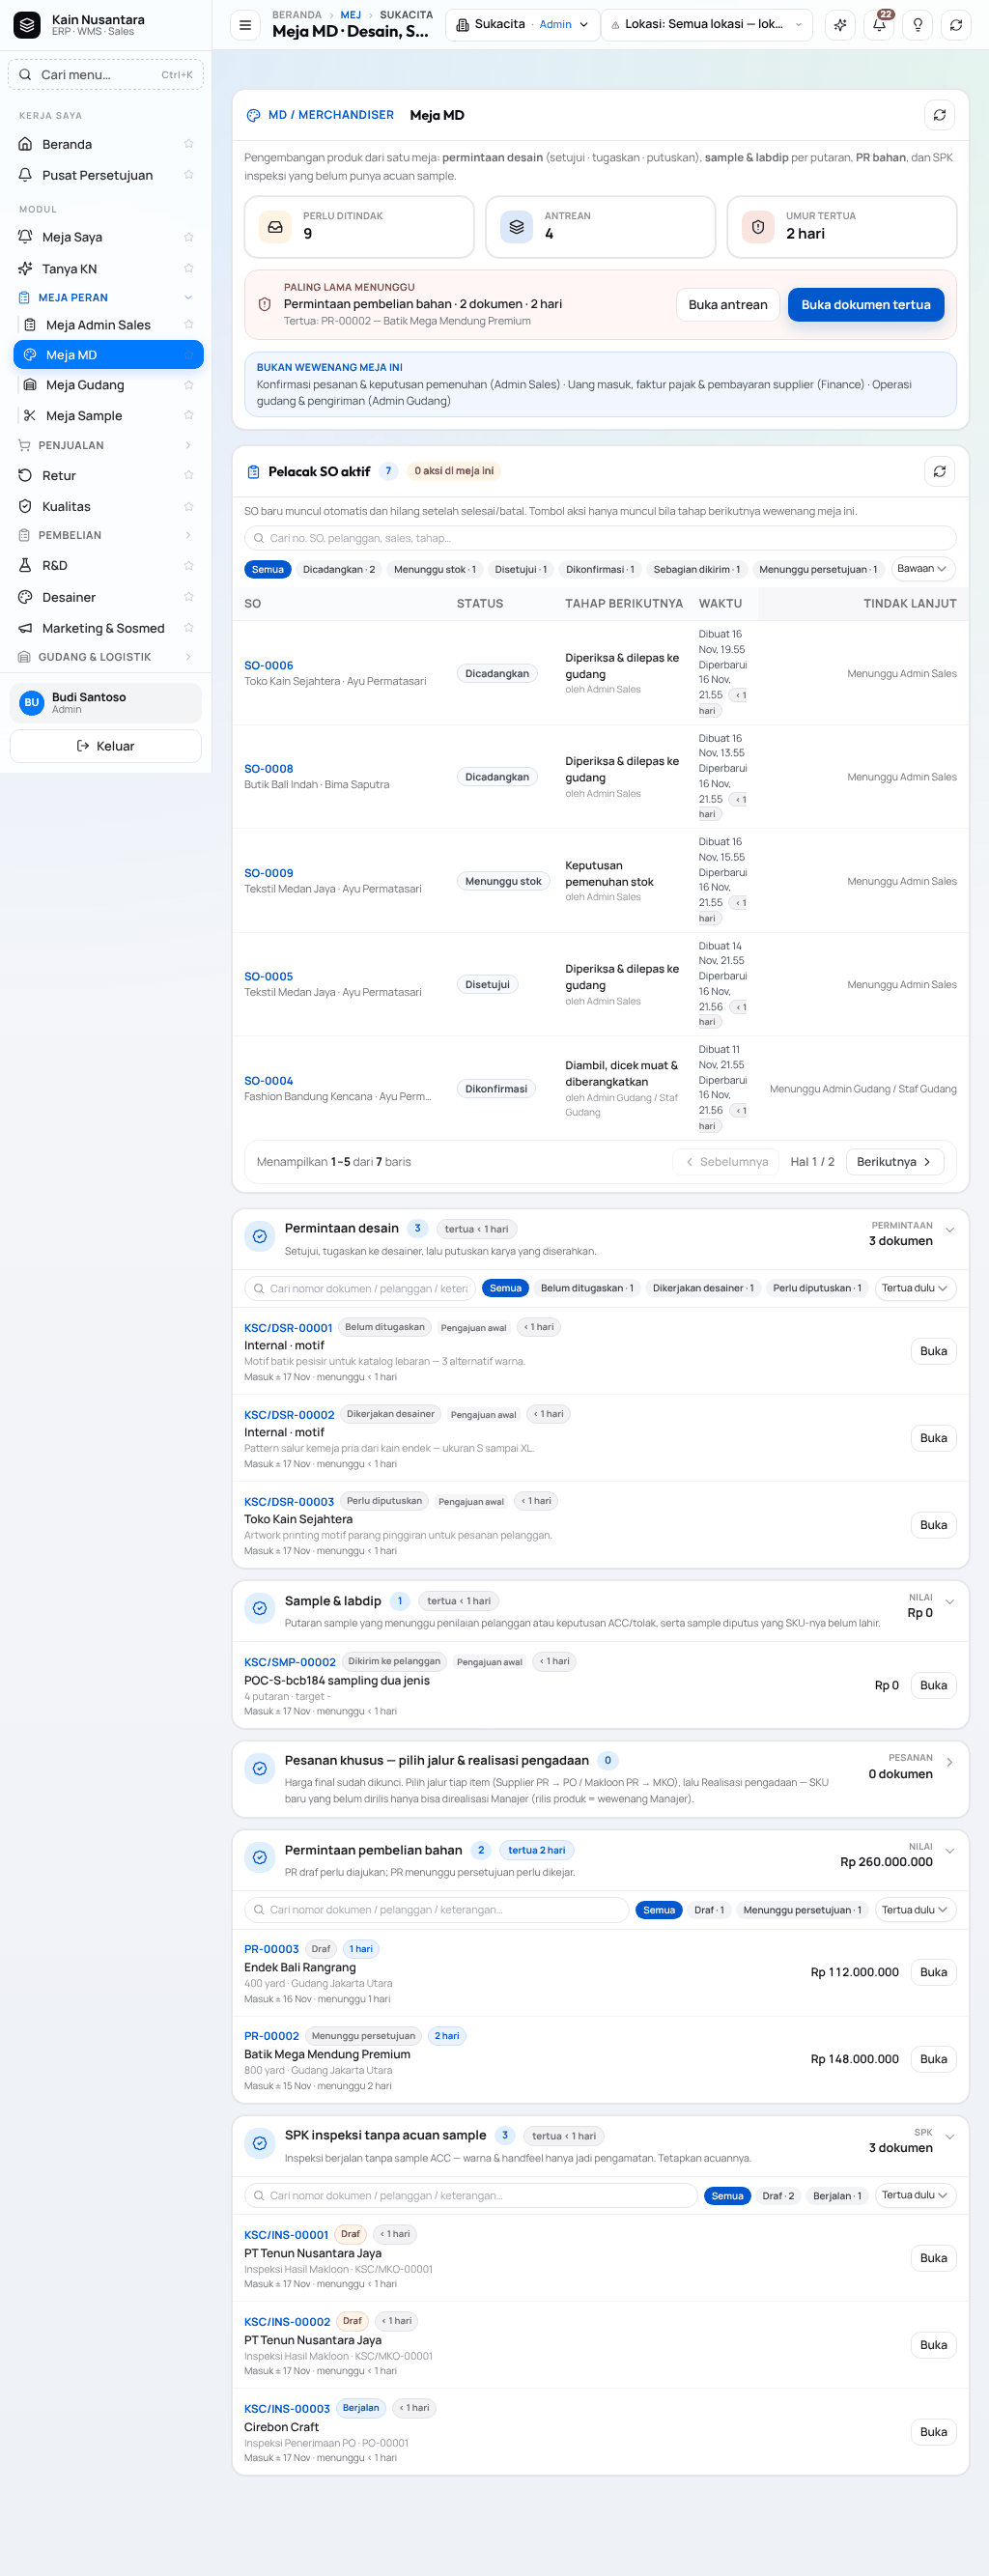 Kain Nusantara
ERP · WMS · Sales
Cari menu... Ctrl+K
KERJA SAYA
Beranda
Pusat Persetujuan
MODUL
Meja Saya
Tanya KN
MEJA PERAN
Meja Admin Sales
Meja MD
Meja Gudang
Meja Sample
PENJUALAN
Retur
Kualitas
PEMBELIAN
R&D
Desainer
Marketing & Sosmed
GUDANG & LOGISTIK
BU
Budi Santoso
Admin
Keluar
BERANDA > MEJ > SUKACITA
Meja MD · Desain, S...
Sukacita · Admin
Lokasi: Semua lokasi — lok...
22
MD / MERCHANDISER Meja MD
Pengembangan produk dari satu meja: permintaan desain (setujui · tugaskan · putuskan), sample & labdip per putaran, PR bahan, dan SPK
inspeksi yang belum punya acuan sample.
PERLU DITINDAK
9
ANTREAN
4
UMUR TERTUA
2 hari
PALING LAMA MENUNGGU
Permintaan pembelian bahan · 2 dokumen · 2 hari
Tertua: PR-00002 — Batik Mega Mendung Premium
Buka antrean
Buka dokumen tertua
BUKAN WEWENANG MEJA INI
Konfirmasi pesanan & keputusan pemenuhan (Admin Sales) · Uang masuk, faktur pajak & pembayaran supplier (Finance) · Operasi
gudang & pengiriman (Admin Gudang)
Pelacak SO aktif 7 0 aksi di meja ini
SO baru muncul otomatis dan hilang setelah selesai/batal. Tombol aksi hanya muncul bila tahap berikutnya wewenang meja ini.
Cari no. SO, pelanggan, sales, tahap...
Semua Dicadangkan · 2 Menunggu stok · 1 Disetujui · 1 Dikonfirmasi · 1 Sebagian dikirim · 1 Menunggu persetujuan · 1 Bawaan
SO STATUS TAHAP BERIKUTNYA WAKTU TINDAK LANJUT
SO-0006
Toko Kain Sejahtera · Ayu Permatasari
Dicadangkan
Diperiksa & dilepas ke
gudang
oleh Admin Sales
Dibuat 16
Nov, 19.55
Diperbarui
16 Nov,
21.55 < 1
hari
Menunggu Admin Sales
SO-0008
Butik Bali Indah · Bima Saputra
Dicadangkan
Diperiksa & dilepas ke
gudang
oleh Admin Sales
Dibuat 16
Nov, 13.55
Diperbarui
16 Nov,
21.55 < 1
hari
Menunggu Admin Sales
SO-0009
Tekstil Medan Jaya · Ayu Permatasari
Menunggu stok
Keputusan
pemenuhan stok
oleh Admin Sales
Dibuat 16
Nov, 15.55
Diperbarui
16 Nov,
21.55 < 1
hari
Menunggu Admin Sales
SO-0005
Tekstil Medan Jaya · Ayu Permatasari
Disetujui
Diperiksa & dilepas ke
gudang
oleh Admin Sales
Dibuat 14
Nov, 21.55
Diperbarui
16 Nov,
21.56 < 1
hari
Menunggu Admin Sales
SO-0004
Fashion Bandung Kencana · Ayu Perm...
Dikonfirmasi
Diambil, dicek muat &
diberangkatkan
oleh Admin Gudang / Staf
Gudang
Dibuat 11
Nov, 21.55
Diperbarui
16 Nov,
21.56 < 1
hari
Menunggu Admin Gudang / Staf Gudang
Menampilkan 1–5 dari 7 baris
Sebelumnya Hal 1 / 2 Berikutnya
Permintaan desain 3 tertua < 1 hari
Setujui, tugaskan ke desainer, lalu putuskan karya yang diserahkan.
PERMINTAAN
3 dokumen
Cari nomor dokumen / pelanggan / ketera
Semua Belum ditugaskan · 1 Dikerjakan desainer · 1 Perlu diputuskan · 1 Tertua dulu
KSC/DSR-00001 Belum ditugaskan Pengajuan awal < 1 hari
Internal · motif
Motif batik pesisir untuk katalog lebaran — 3 alternatif warna.
Masuk ± 17 Nov · menunggu < 1 hari
Buka
KSC/DSR-00002 Dikerjakan desainer Pengajuan awal < 1 hari
Internal · motif
Pattern salur kemeja pria dari kain endek — ukuran S sampai XL.
Masuk ± 17 Nov · menunggu < 1 hari
Buka
KSC/DSR-00003 Perlu diputuskan Pengajuan awal < 1 hari
Toko Kain Sejahtera
Artwork printing motif parang pinggiran untuk pesanan pelanggan.
Masuk ± 17 Nov · menunggu < 1 hari
Buka
Sample & labdip 1 tertua < 1 hari
Putaran sample yang menunggu penilaian pelanggan atau keputusan ACC/tolak, serta sample diputus yang SKU-nya belum lahir.
NILAI
Rp 0
KSC/SMP-00002 Dikirim ke pelanggan Pengajuan awal < 1 hari
POC-S-bcb184 sampling dua jenis
4 putaran · target -
Masuk ± 17 Nov · menunggu < 1 hari
Rp 0 Buka
Pesanan khusus — pilih jalur & realisasi pengadaan 0
Harga final sudah dikunci. Pilih jalur tiap item (Supplier PR → PO / Makloon PR → MKO), lalu Realisasi pengadaan — SKU
baru yang belum dirilis hanya bisa direalisasi Manajer (rilis produk = wewenang Manajer).
PESANAN
0 dokumen
Permintaan pembelian bahan 2 tertua 2 hari
PR draf perlu diajukan; PR menunggu persetujuan perlu dikejar.
NILAI
Rp 260.000.000
Cari nomor dokumen / pelanggan / keterangan...
Semua Draf · 1 Menunggu persetujuan · 1 Tertua dulu
PR-00003 Draf 1 hari
Endek Bali Rangrang
400 yard · Gudang Jakarta Utara
Masuk ± 16 Nov · menunggu 1 hari
Rp 112.000.000 Buka
PR-00002 Menunggu persetujuan 2 hari
Batik Mega Mendung Premium
800 yard · Gudang Jakarta Utara
Masuk ± 15 Nov · menunggu 2 hari
Rp 148.000.000 Buka
SPK inspeksi tanpa acuan sample 3 tertua < 1 hari
Inspeksi berjalan tanpa sample ACC — warna & handfeel hanya jadi pengamatan. Tetapkan acuannya.
SPK
3 dokumen
Cari nomor dokumen / pelanggan / keterangan...
Semua Draf · 2 Berjalan · 1 Tertua dulu
KSC/INS-00001 Draf < 1 hari
PT Tenun Nusantara Jaya
Inspeksi Hasil Makloon · KSC/MKO-00001
Masuk ± 17 Nov · menunggu < 1 hari
Buka
KSC/INS-00002 Draf < 1 hari
PT Tenun Nusantara Jaya
Inspeksi Hasil Makloon · KSC/MKO-00001
Masuk ± 17 Nov · menunggu < 1 hari
Buka
KSC/INS-00003 Berjalan < 1 hari
Cirebon Craft
Inspeksi Penerimaan PO · PO-00001
Masuk ± 17 Nov · menunggu < 1 hari
Buka